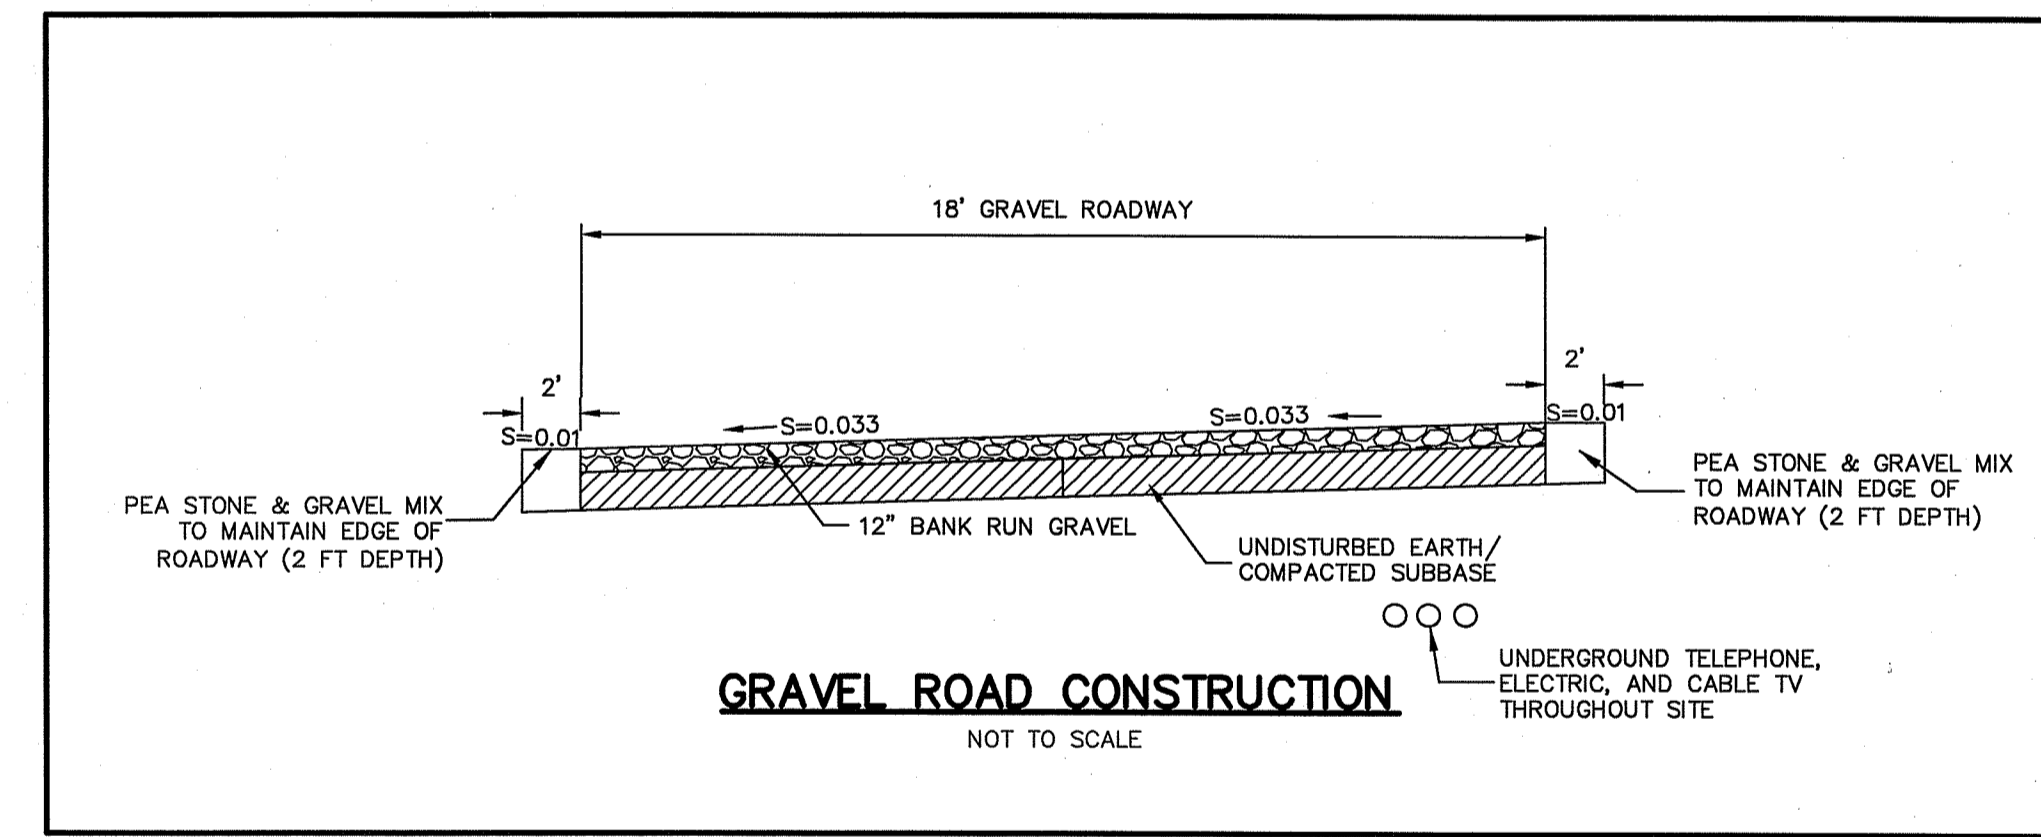 18' GRAVEL ROADWAY
2'
2'
S=0.01
S=0.033
S=0.033
S=0.01
PEA STONE & GRAVEL MIX
TO MAINTAIN EDGE OF
ROADWAY (2 FT DEPTH)
12" BANK RUN GRAVEL
UNDISTURBED EARTH/
COMPACTED SUBBASE
PEA STONE & GRAVEL MIX
TO MAINTAIN EDGE OF
ROADWAY (2 FT DEPTH)
UNDERGROUND TELEPHONE,
ELECTRIC, AND CABLE TV
THROUGHOUT SITE
GRAVEL ROAD CONSTRUCTION
NOT TO SCALE